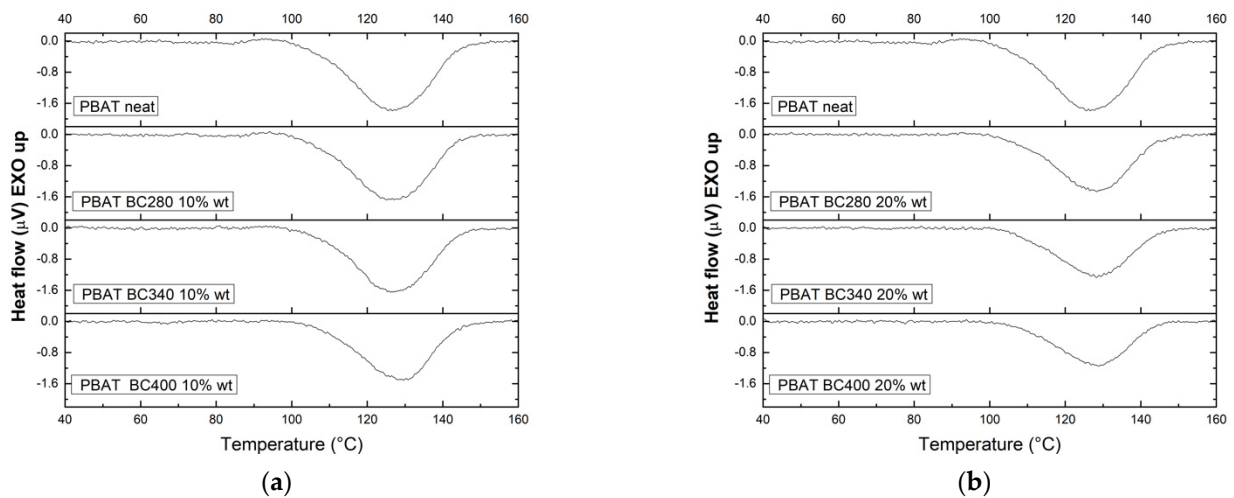 40 60 80 100 120 140 160
0.0
-0.8
-1.6
PBAT neat
0.0
-0.8
-1.6
PBAT BC280 10% wt
0.0
-0.8
-1.6
PBAT BC340 10% wt
0.0
-0.8
-1.6
PBAT BC400 10% wt
40 60 80 100 120 140 160
Heat flow (μV) EXO up
Temperature (°C)
(a)
40 60 80 100 120 140 160
0.0
-0.8
-1.6
PBAT neat
0.0
-0.8
-1.6
PBAT BC280 20% wt
0.0
-0.8
-1.6
PBAT BC340 20% wt
0.0
-0.8
-1.6
PBAT BC400 20% wt
40 60 80 100 120 140 160
Heat flow (μV) EXO up
Temperature (°C)
(b)